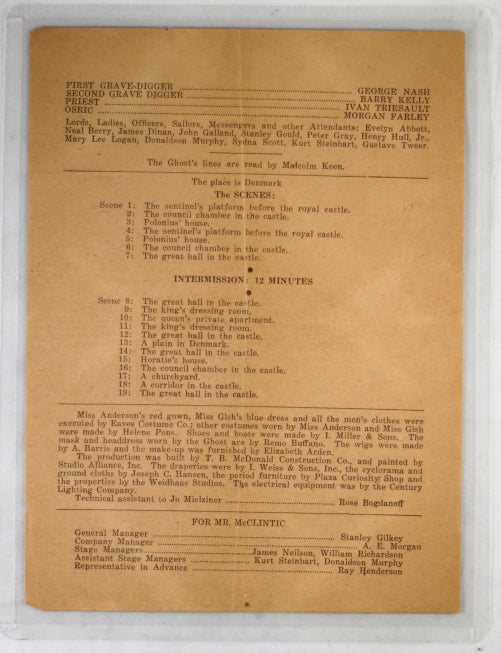 FIRST GRAVE-DIGGER ........ GEORGE NASH
SECOND GRAVE DIGGER ........ BARRY KELLY
PRIEST ........ IVAN TRIESAULT
OSRIC ........ MORGAN FARLEY
Lords, Ladies, Officers, Sailors, Messengers and other Attendants: Evelyn Abbott,
Neal Berry, James Dinan, John Galland, Stanley Gould, Peter Gray, Henry Hull, Jr.,
Mary Lee Logan, Donaldson Murphy, Sydna Scott, Kurt Steinbart, Gustave Tweer.
The Ghost's lines are read by Malcolm Keen.
The place is Denmark
The SCENES:
Scene 1: The sentinel's platform before the royal castle.
2: The council chamber in the castle.
3: Polonius' house.
4: The sentinel's platform before the royal castle.
5: Polonius' house.
6: The council chamber in the castle.
7: The great hall in the castle.
INTERMISSION: 12 MINUTES
Scene 8: The great hall in the castle.
9: The king's dressing room.
10: The queen's private apartment.
11: The king's dressing room.
12: The great hall in the castle.
13: A plain in Denmark.
14: The great hall in the castle.
15: Horatio's house.
16: The council chamber in the castle.
17: A churchyard.
18: A corridor in the castle.
19: The great hall in the castle.
Miss Anderson's red gown, Miss Gish's blue dress and all the men's clothes were
executed by Eaves Costume Co.; other costumes worn by Miss Anderson and Miss Gish
were made by Helene Pons. Shoes and boots were made by I. Miller & Sons. The
mask and headdress worn by the Ghost are by Remo Buffano. The wigs were made
by A. Barris and the make-up was furnished by Elizabeth Arden.
The production was built by T. B. McDonald Construction Co., and painted by
Studio Alliance, Inc. The draperies were by I. Weiss & Sons, Inc., the cyclorama and
ground cloths by Joseph C. Hansen, the period furniture by Plaza Curiosity Shop and
the properties by the Weidhaas Studios. The electrical equipment was by the Century
Lighting Company.
Technical assistant to Jo Mielziner ........ Rose Bogdanoff
FOR MR. McCLINTIC
General Manager ........ Stanley Gilkey
Company Manager ........ A. E. Morgan
Stage Managers ........ James Neilson, William Richardson
Assistant Stage Managers ........ Kurt Steinbart, Donaldson Murphy
Representative in Advance ........ Ray Henderson